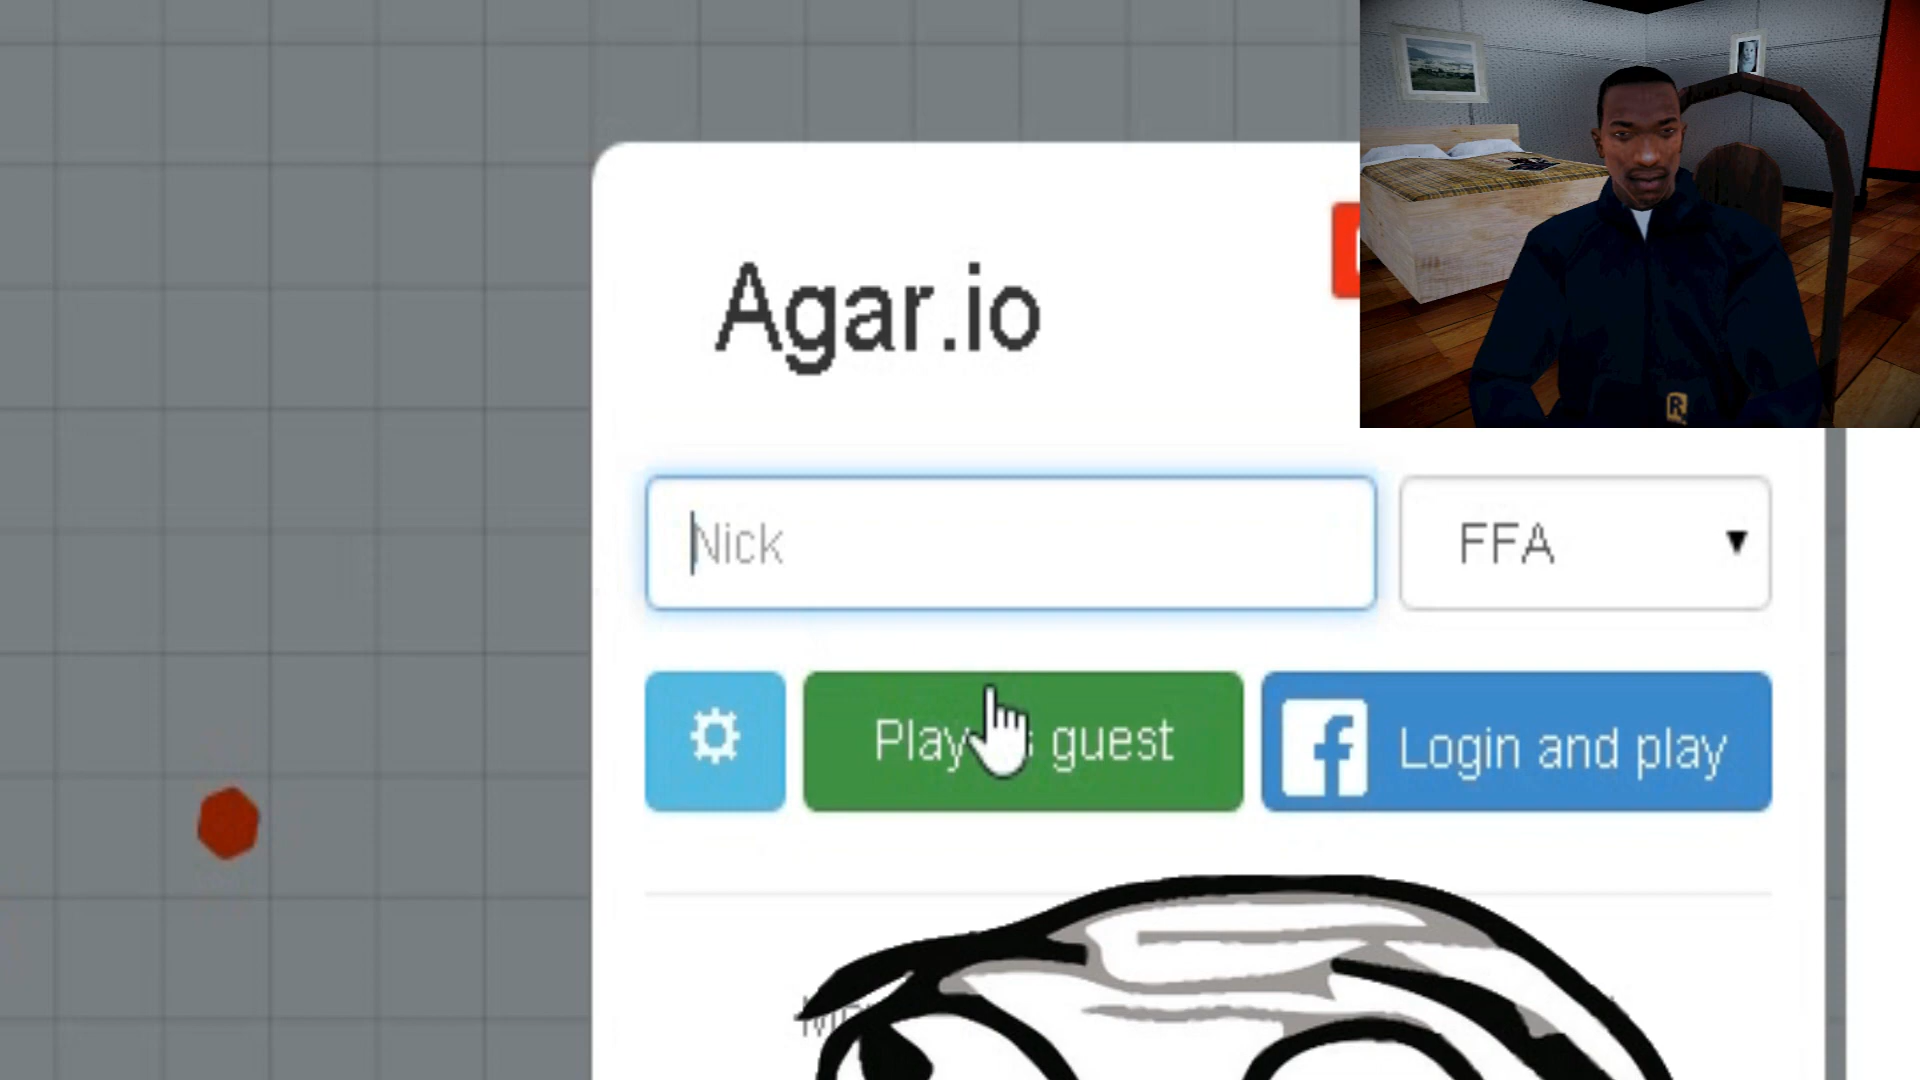 Agar.io
Nick
FFA
Play guest
Login and play
R